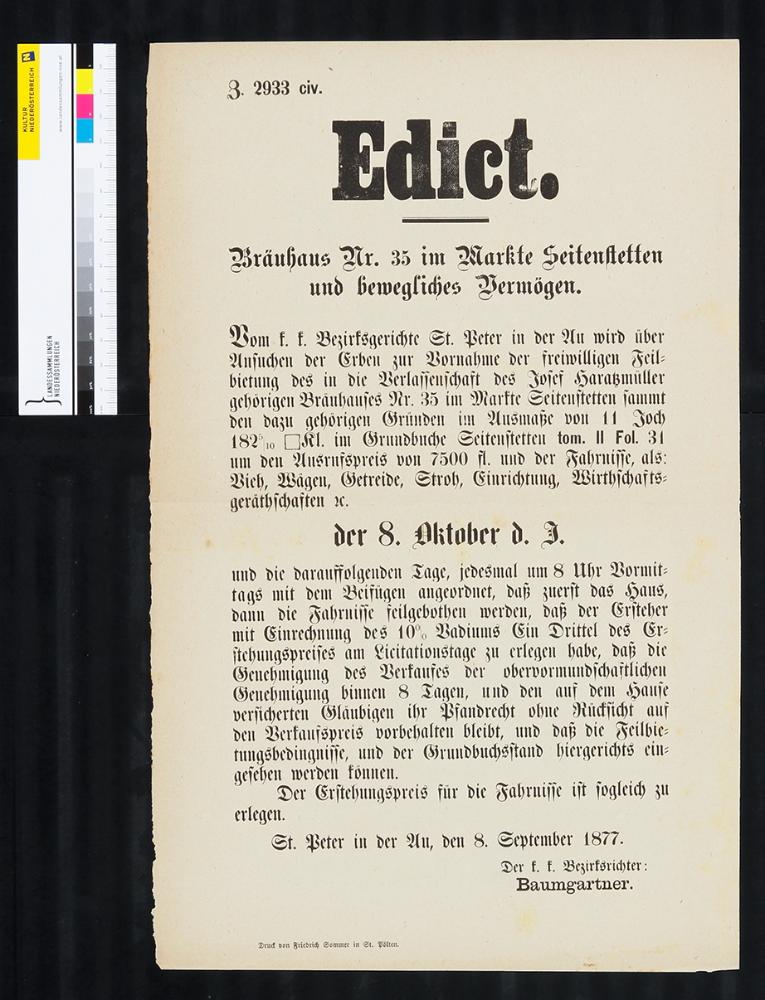 KULTUR
NIEDERÖSTERREICH
N
www.landessammlungen-noe.at
LANDESSAMMLUNGEN
NIEDERÖSTERREICH
Z. 2933 civ.
Edict.
Bräuhaus Nr. 35 im Markte Seitenstetten
und bewegliches Vermögen.
Vom k. k. Bezirksgerichte St. Peter in der Au wird über
Ansuchen der Erben zur Vornahme der freiwilligen Feil-
bietung des in die Verlassenschaft des Josef Haratzmüller
gehörigen Bräuhauses Nr. 35 im Markte Seitenstetten sammt
den dazu gehörigen Gründen im Ausmaße von 11 Joch
182⁵/₁₀ □Kl. im Grundbuche Seitenstetten tom. II Fol. 31
um den Ausrufspreis von 7500 fl. und der Fahrnisse, als:
Vieh, Wägen, Getreide, Stroh, Einrichtung, Wirthschafts-
geräthschaften ꝛc.
der 8. Oktober d. J.
und die darauffolgenden Tage, jedesmal um 8 Uhr Vormit-
tags mit dem Beifügen angeordnet, daß zuerst das Haus,
dann die Fahrnisse feilgebothen werden, daß der Ersteher
mit Einrechnung des 10% Vadiums Ein Drittel des Er-
stehungspreises am Licitationstage zu erlegen habe, daß die
Genehmigung des Verkaufes der obervormundschaftlichen
Genehmigung binnen 8 Tagen, und den auf dem Hause
versicherten Gläubigen ihr Pfandrecht ohne Rücksicht auf
den Verkaufspreis vorbehalten bleibt, und daß die Feilbie-
tungsbedingnisse, und der Grundbuchsstand hiergerichts ein-
gesehen werden können.
Der Erstehungspreis für die Fahrnisse ist sogleich zu
erlegen.
St. Peter in der Au, den 8. September 1877.
Der k. k. Bezirksrichter:
Baumgartner.
Druck von Friedrich Sommer in St. Pölten.